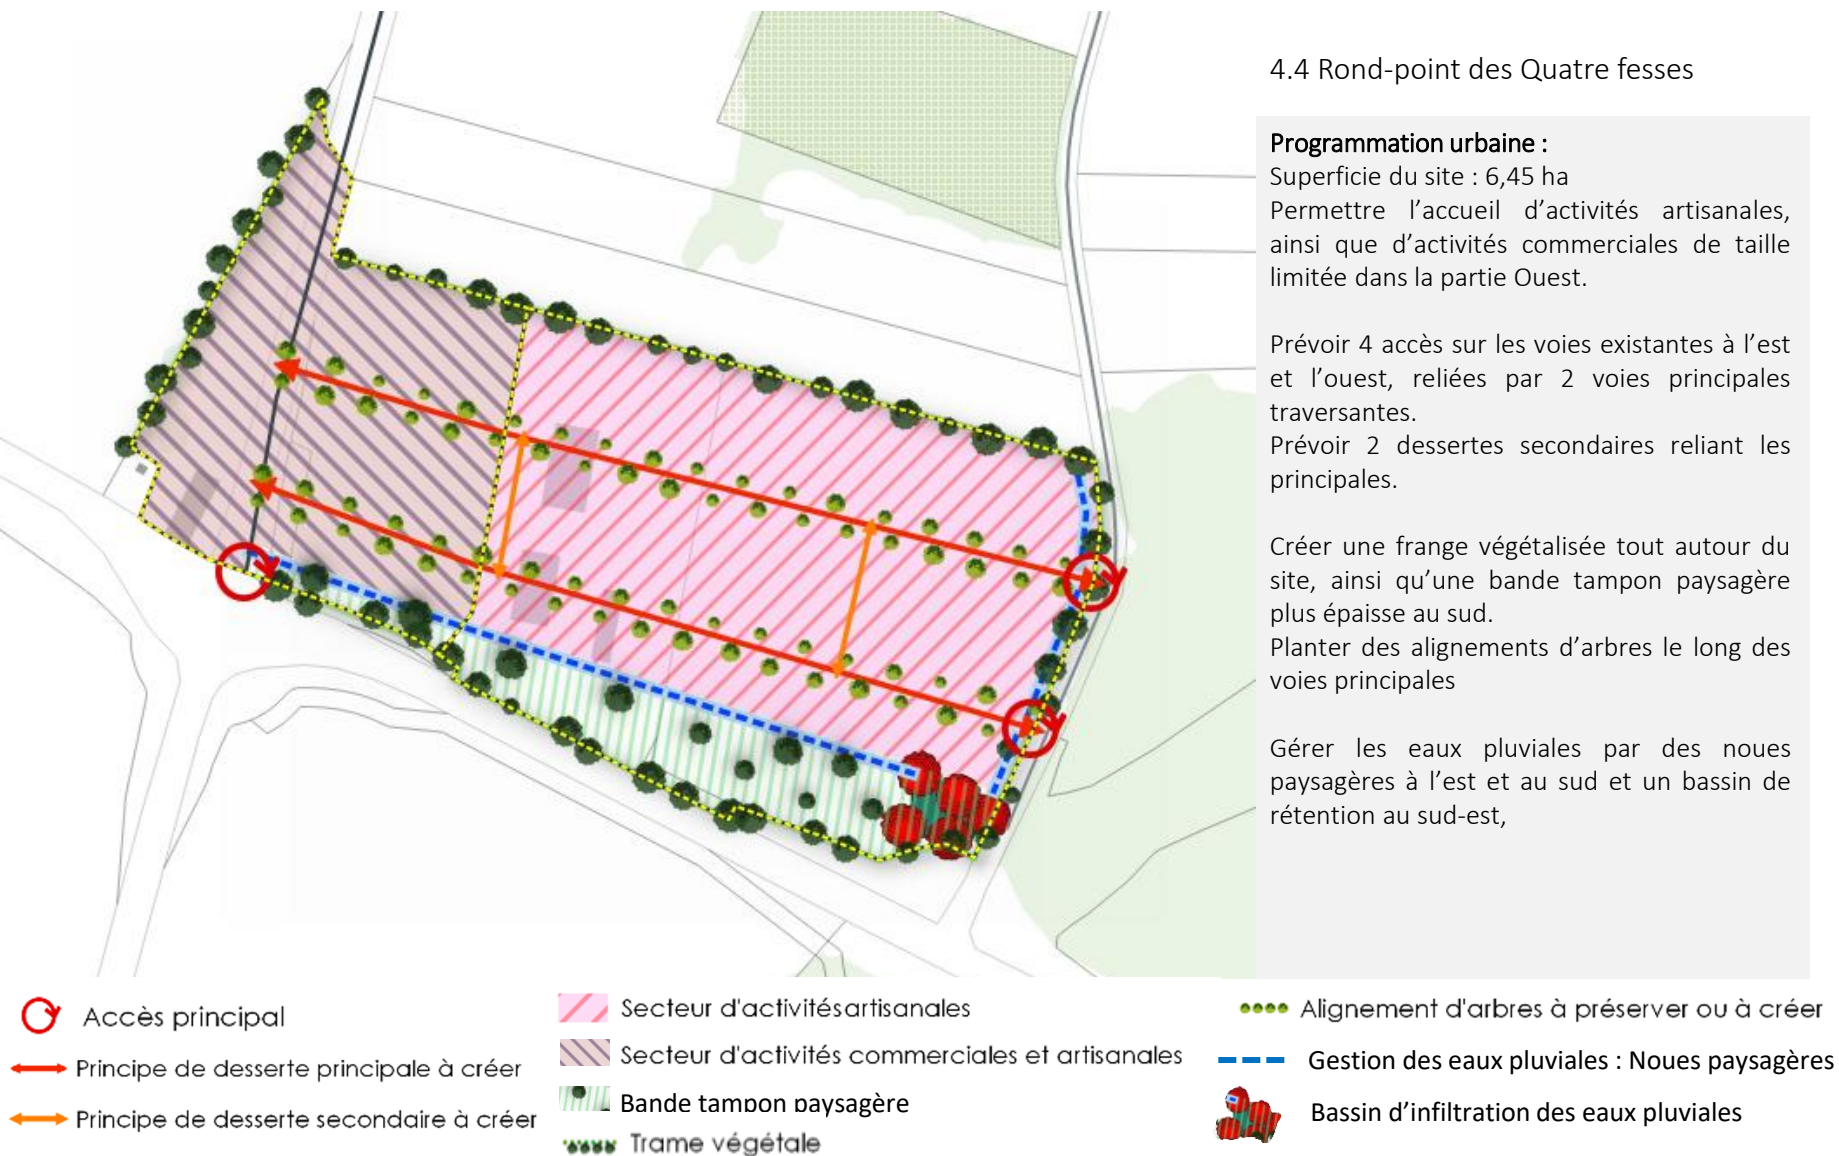 4.4 Rond-point des Quatre fesses
Programmation urbaine :
Superficie du site : 6,45 ha
Permettre l'accueil d'activités artisanales,
ainsi que d'activités commerciales de taille
limitée dans la partie Ouest.
Prévoir 4 accès sur les voies existantes à l'est
et l'ouest, reliées par 2 voies principales
traversantes.
Prévoir 2 dessertes secondaires reliant les
principales.
Créer une frange végétalisée tout autour du
site, ainsi qu'une bande tampon paysagère
plus épaisse au sud.
Planter des alignements d'arbres le long des
voies principales
Gérer les eaux pluviales par des noues
paysagères à l'est et au sud et un bassin de
rétention au sud-est,
Accès principal
Principe de desserte principale à créer
Principe de desserte secondaire à créer
Secteur d'activitésartisanales
Secteur d'activités commerciales et artisanales
Bande tampon paysagère
Trame végétale
Alignement d'arbres à préserver ou à créer
Gestion des eaux pluviales : Noues paysagères
Bassin d'infiltration des eaux pluviales